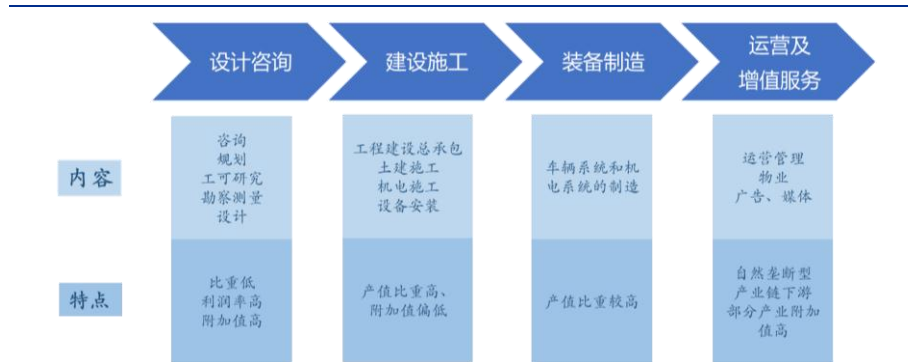 设计咨询
建设施工
装备制造
运营及
增值服务
内容
咨询
规划
工可研究
勘察测量
设计
工程建设总承包
土建施工
机电施工
设备安装
车辆系统和机
电系统的制造
运营管理
物业
广告、媒体
特点
比重低
利润率高
附加值高
产值比重高、
附加值偏低
产值比重较高
自然垄断型
产业链下游
部分产业附加
值高